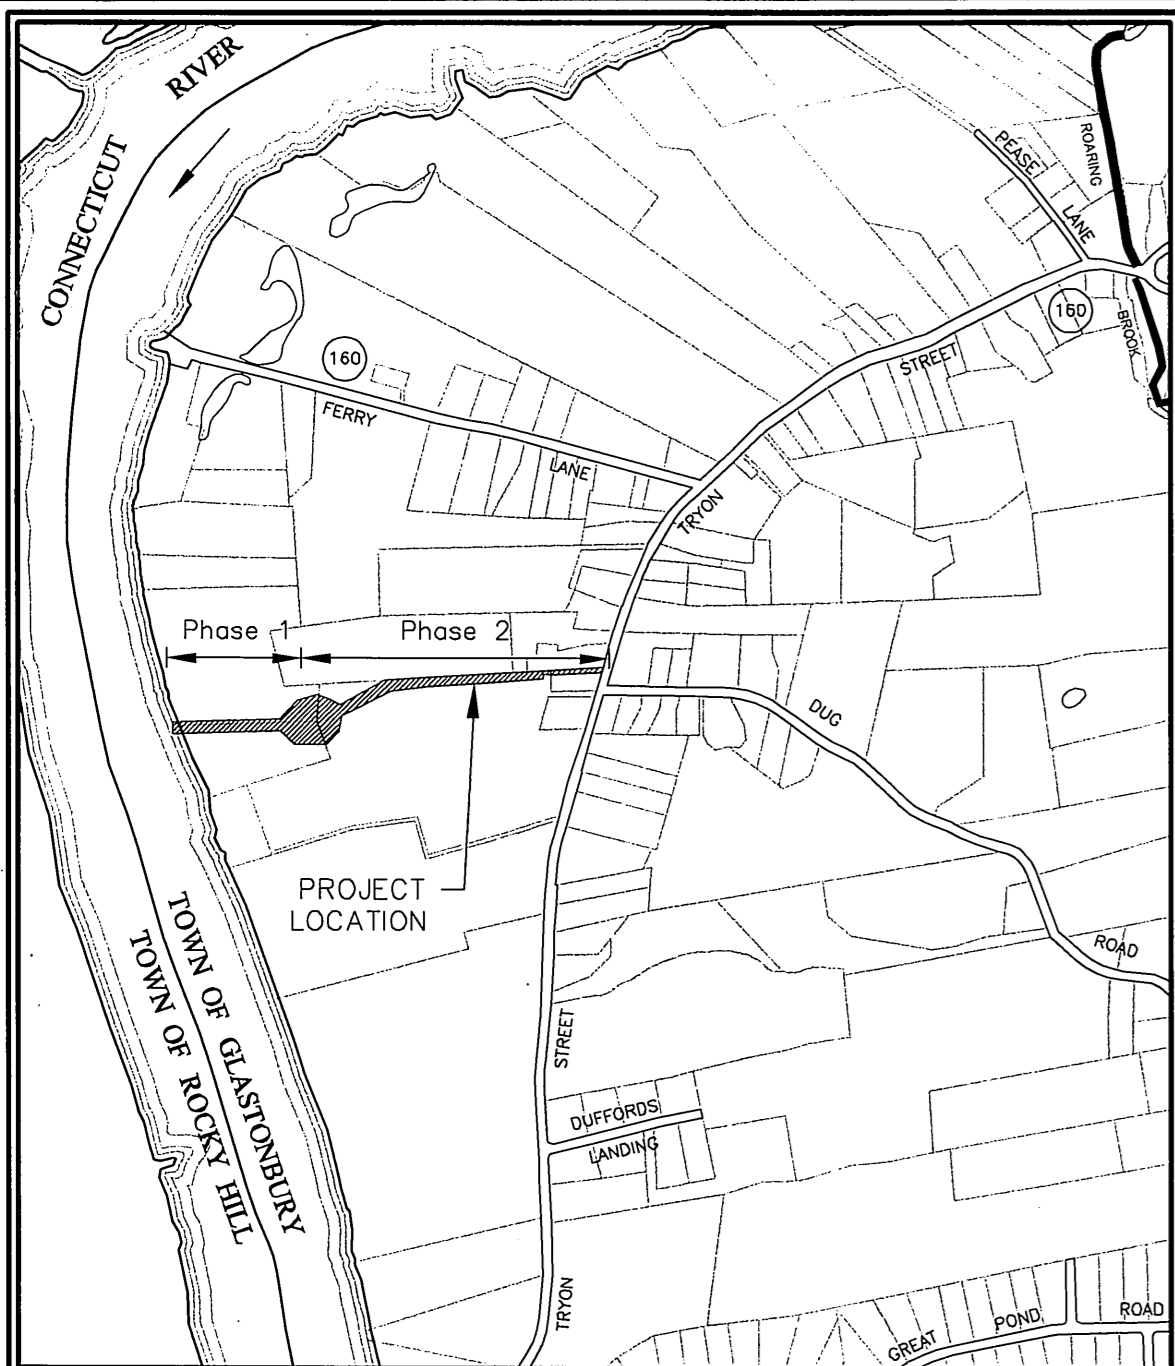 RIVER
CONNECTICUT
PEASE
LANE
ROARING
BROOK
160
STREET
160
FERRY
LANE
TRYON
Phase 1
Phase 2
DUG
ROAD
PROJECT
LOCATION
TOWN OF GLASTONBURY
TOWN OF ROCKY HILL
STREET
DUFFORDS
LANDING
TRYON
GREAT
POND
ROAD